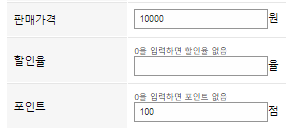 판매가격 10000 원
0을 입력하면 할인율 없음
할인율 율
0을 입력하면 포인트 없음
포인트 100 점